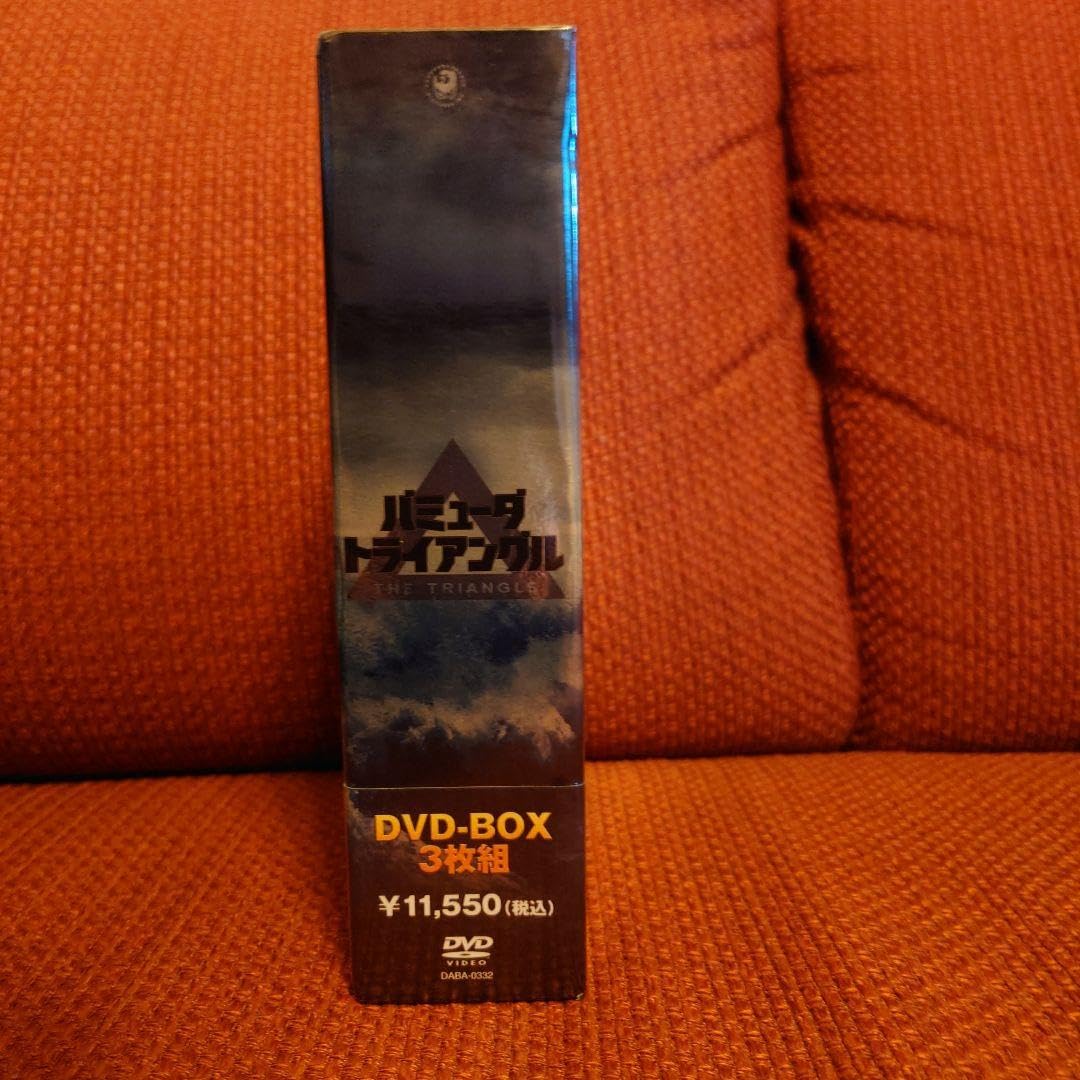 バミューダ
トライアングル
THE TRIANGLE
DVD-BOX
3枚組
¥11,550(税込)
DVD
VIDEO
DABA-0332